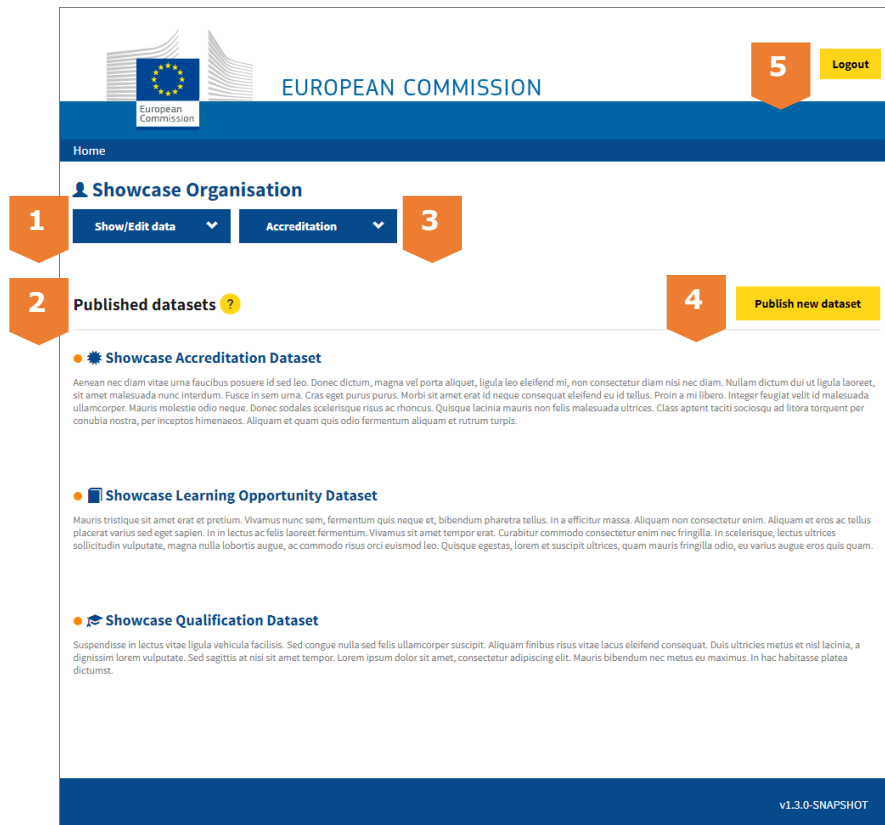 5
Logout
EUROPEAN COMMISSION
European
Commission
Home
Showcase Organisation
1
Show/Edit data
Accreditation
3
2
Published datasets ?
4
Publish new dataset
Showcase Accreditation Dataset
Aenean nec diam vitae urna faucibus posuere id sed leo. Donec dictum, magna vel porta aliquet, ligula leo eleifend mi, non consectetur diam nisi nec diam. Nullam dictum dui ut ligula laoreet,
sit amet malesuada nunc interdum. Fusce in sem urna. Cras eget purus purus. Morbi sit amet erat id neque consequat eleifend eu id tellus. Proin a mi libero. Integer feugiat velit id malesuada
ullamcorper. Mauris molestie odio neque. Donec sodales scelerisque risus ac rhoncus. Quisque lacinia mauris non felis malesuada ultrices. Class aptent taciti sociosqu ad litora torquent per
conubia nostra, per inceptos himenaeos. Aliquam et quam quis odio fermentum aliquam et rutrum turpis.
Showcase Learning Opportunity Dataset
Mauris tristique sit amet erat et pretium. Vivamus nunc sem, fermentum quis neque et, bibendum pharetra tellus. In a efficitur massa. Aliquam non consectetur enim. Aliquam et eros ac tellus
placerat varius sed eget sapien. In in lectus ac felis laoreet fermentum. Vivamus sit amet tempor erat. Curabitur commodo consectetur enim nec fringilla. In scelerisque, lectus ultrices
sollicitudin vulputate, magna nulla lobortis augue, ac commodo risus orci euismod leo. Quisque egestas, lorem et suscipit ultrices, quam mauris fringilla odio, eu varius augue eros quis quam.
Showcase Qualification Dataset
Suspendisse in lectus vitae ligula vehicula facilisis. Sed congue nulla sed felis ullamcorper suscipit. Aliquam finibus risus vitae lacus eleifend consequat. Duis ultricies metus et nisl lacinia, a
dignissim lorem vulputate. Sed sagittis at nisi sit amet tempor. Lorem ipsum dolor sit amet, consectetur adipiscing elit. Mauris bibendum nec metus eu maximus. In hac habitasse platea
dictumst.
v1.3.0-SNAPSHOT